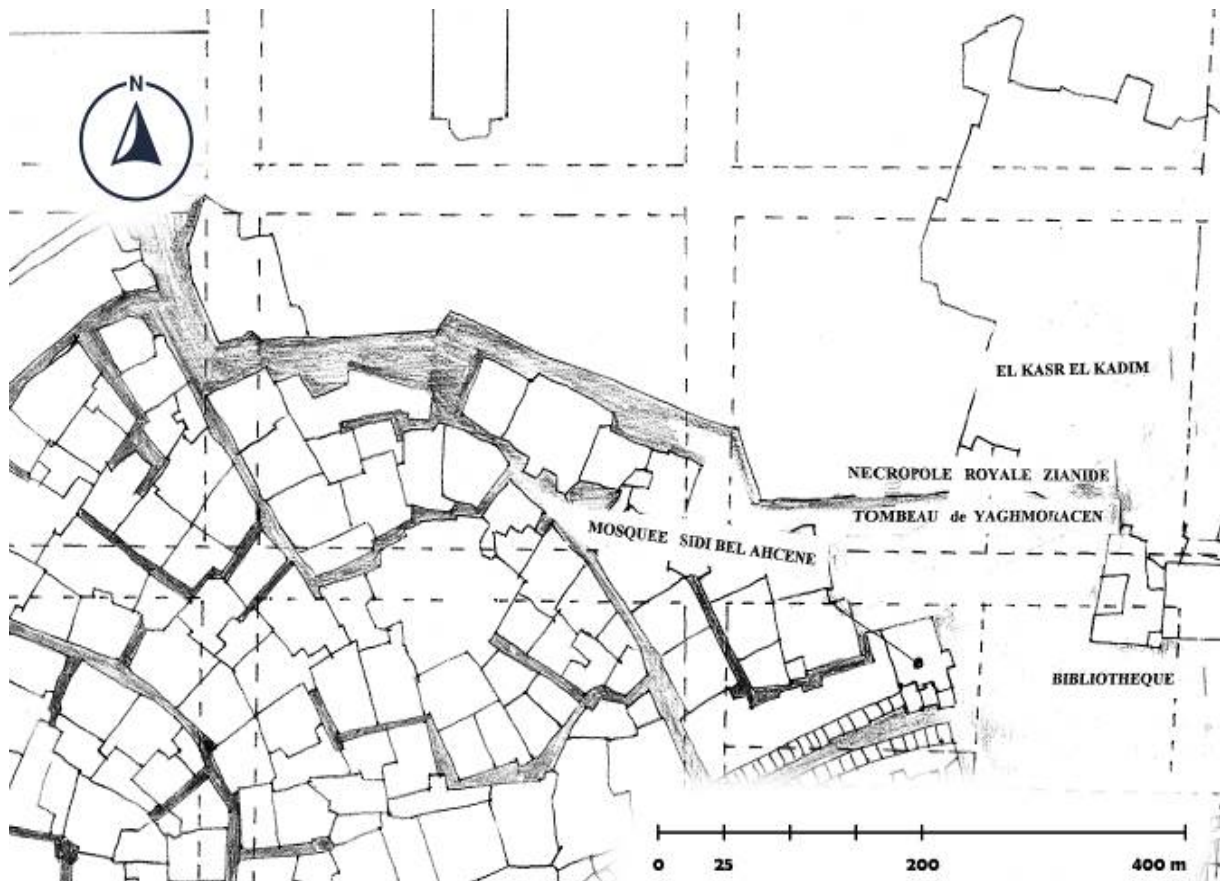 N
EL KASR EL KADIM
NECROPOLE ROYALE ZIANIDE
TOMBEAU de YAGHMORACEN
MOSQUEE SIDI BEL AHCENE
BIBLIOTHEQUE
0 25 200 400 m